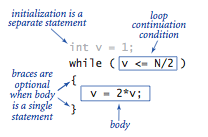 initialization is a
separate statement
loop
continuation
condition
int v = 1;
while ( v <= N/2 )
{
v = 2*v;
}
braces are
optional
when body
is a single
statement
body